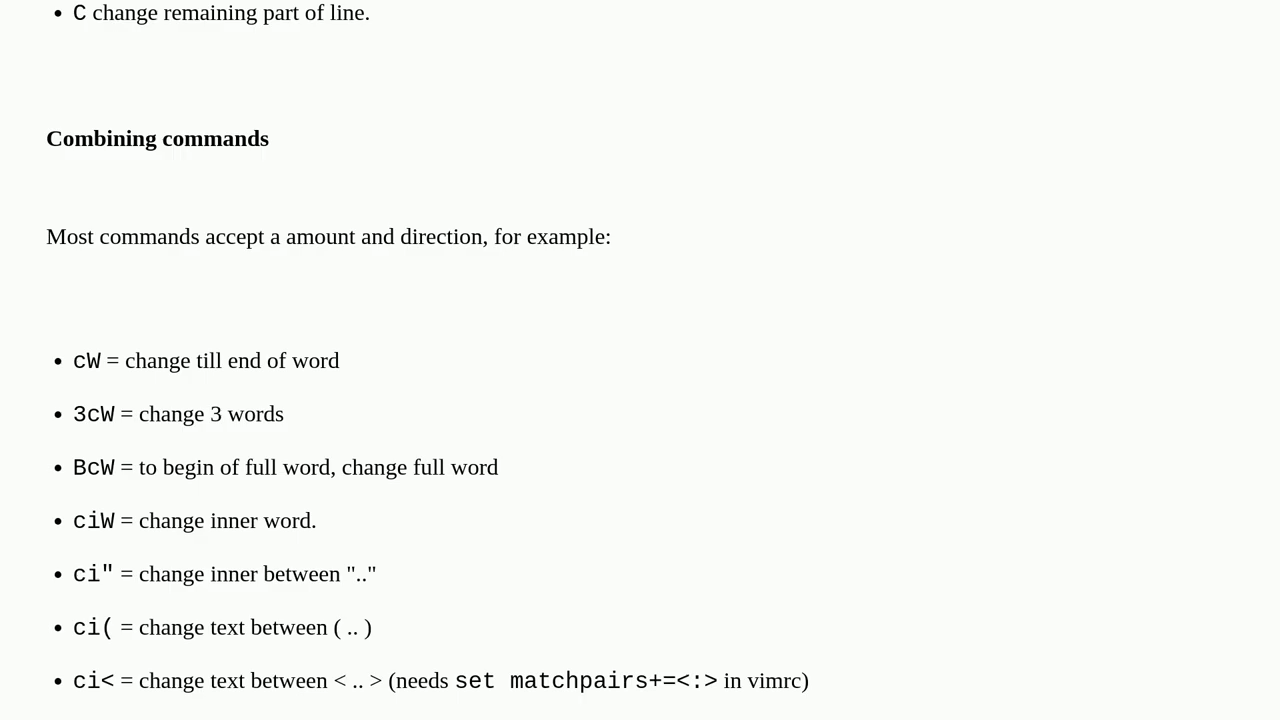 • C change remaining part of line.
Combining commands
Most commands accept a amount and direction, for example:
• cW = change till end of word
• 3cW = change 3 words
• BcW = to begin of full word, change full word
• ciW = change inner word.
• ci" = change inner between ".."
• ci( = change text between ( .. )
• ci< = change text between < .. > (needs set matchpairs+=<:> in vimrc)